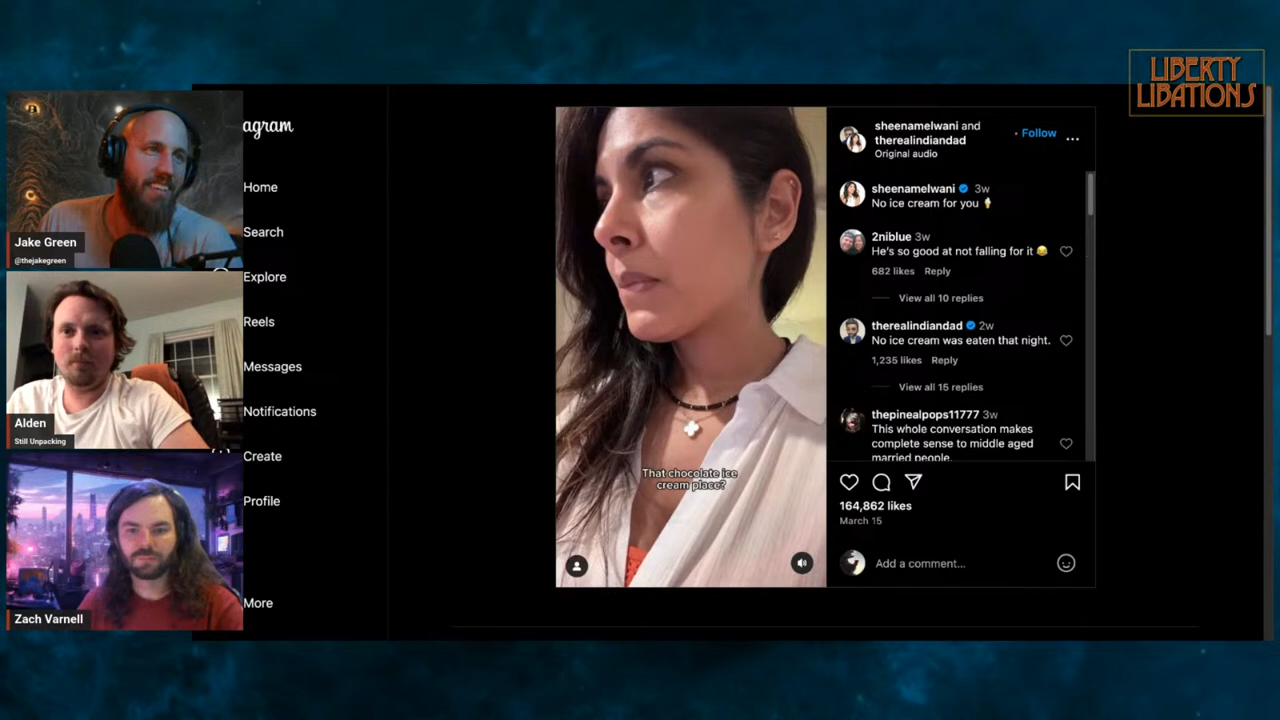 LIBERTY
LIBATIONS
Jake Green
@thejakegreen
Alden
Still Unpacking
Zach Varnell
agram
Home
Search
Explore
Reels
Messages
Notifications
Create
Profile
More
That chocolate ice
cream place?
sheenamelwani and
therealindiandad
Original audio
• Follow
...
sheenamelwani 3w
No ice cream for you 🍦
2niblue 3w
He's so good at not falling for it 😂
682 likes Reply
View all 10 replies
therealindiandad 2w
No ice cream was eaten that night.
1,235 likes Reply
View all 15 replies
thepinealpops11777 3w
This whole conversation makes
complete sense to middle aged
married people.
164,862 likes
March 15
Add a comment...